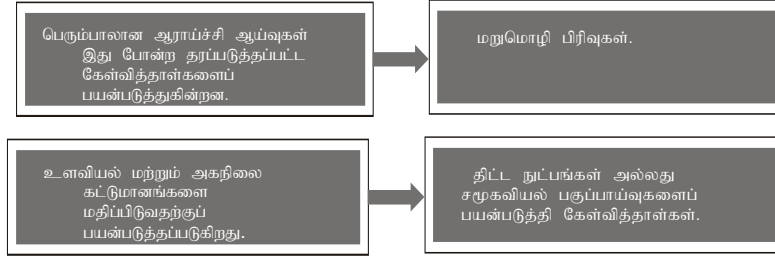 பெரும்பாலான ஆராய்ச்சி ஆய்வுகள்
இது போன்ற தரப்படுத்தப்பட்ட
கேள்வித்தாள்களைப்
பயன்படுத்துகின்றன.
மறுமொழி பிரிவுகள்.
உளவியல் மற்றும் அகநிலை
கட்டுமானங்களை
மதிப்பிடுவதற்குப்
பயன்படுத்தப்படுகிறது.
திட்ட நுட்பங்கள் அல்லது
சமூகவியல் பகுப்பாய்வுகளைப்
பயன்படுத்தி கேள்வித்தாள்கள்.